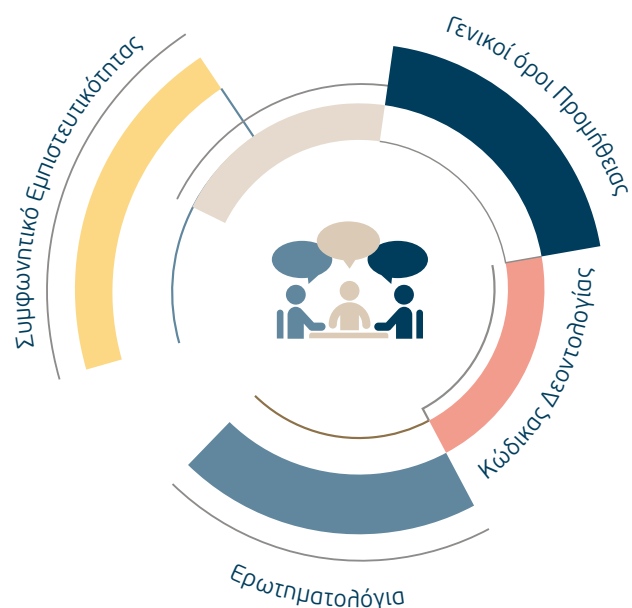 Συμφωνητικό Εμπιστευτικότητας
Γενικοί όροι Προμήθειας
Κώδικας Δεοντολογίας
Ερωτηματολόγια